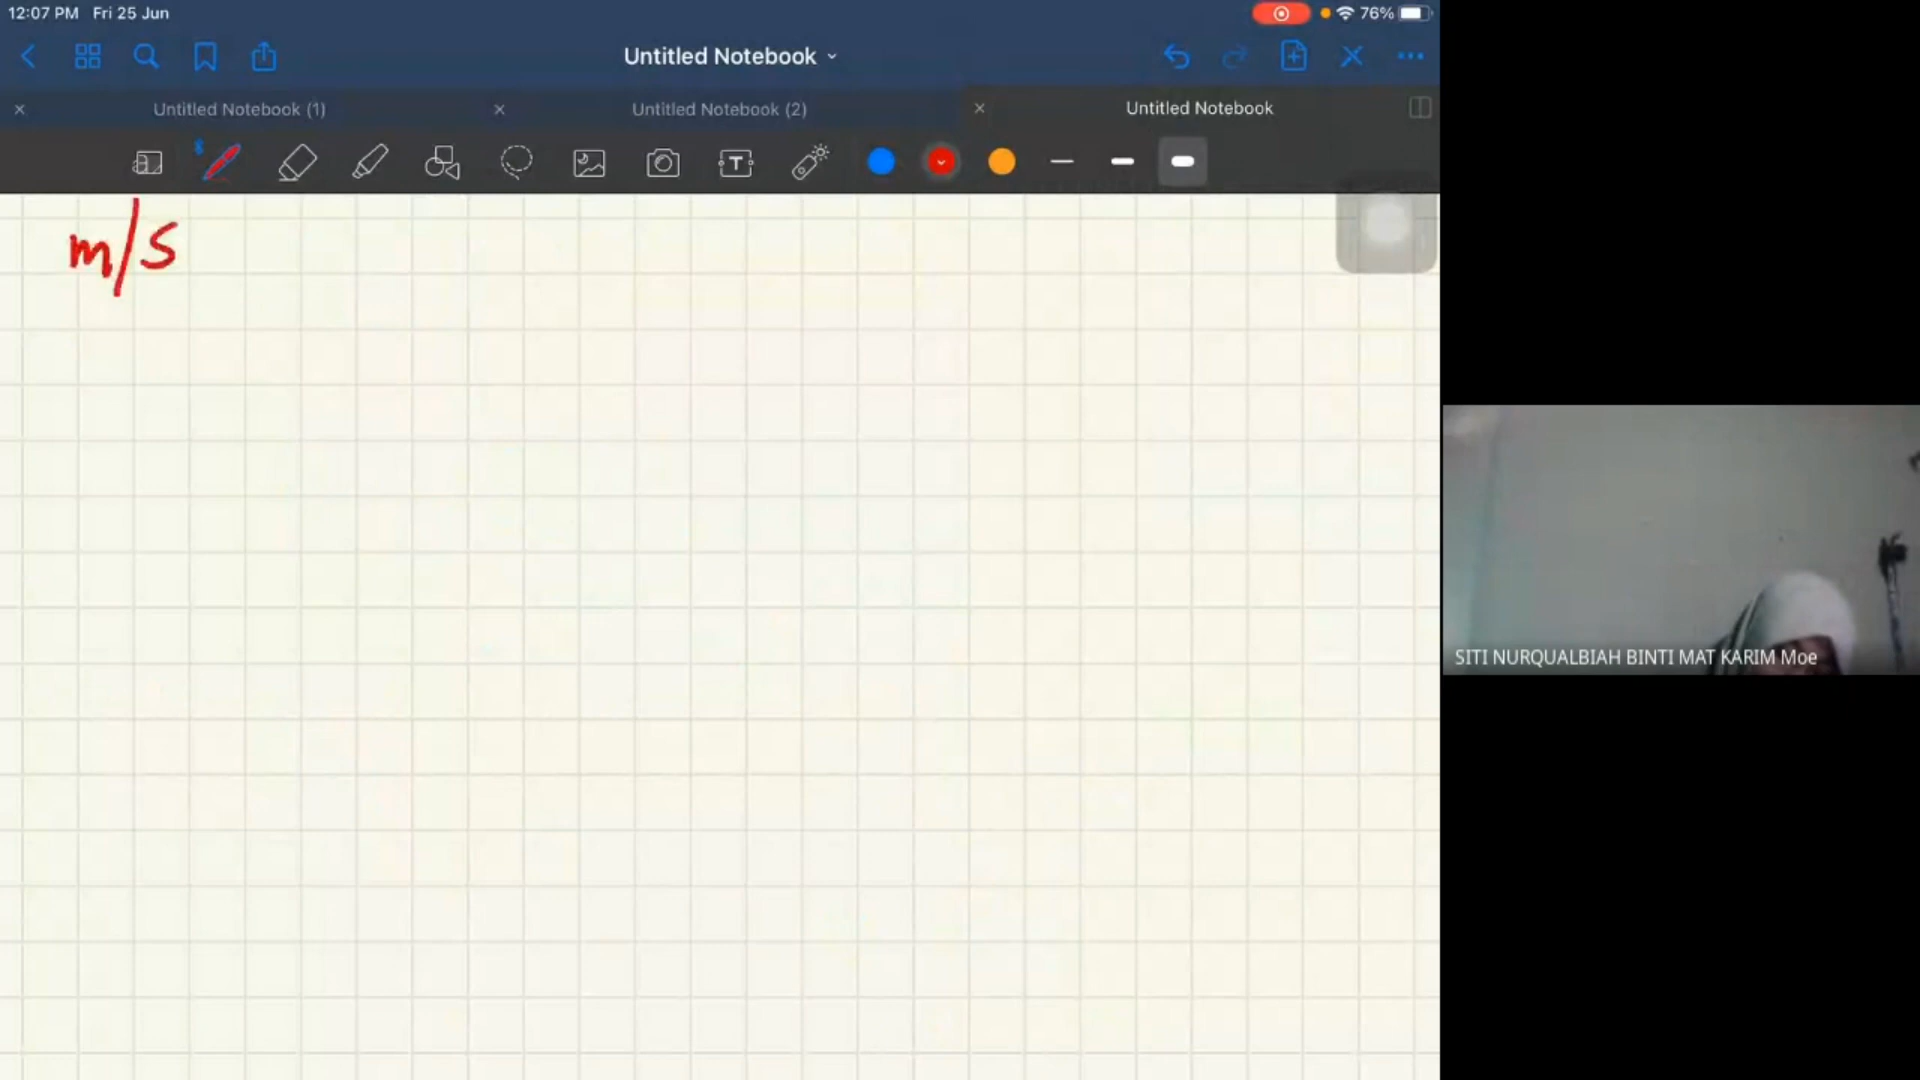 12:07 PM Fri 25 Jun 76%
Untitled Notebook
Untitled Notebook (1) Untitled Notebook (2) Untitled Notebook
m/s
SITI NURQUALBIAH BINTI MAT KARIM Moe